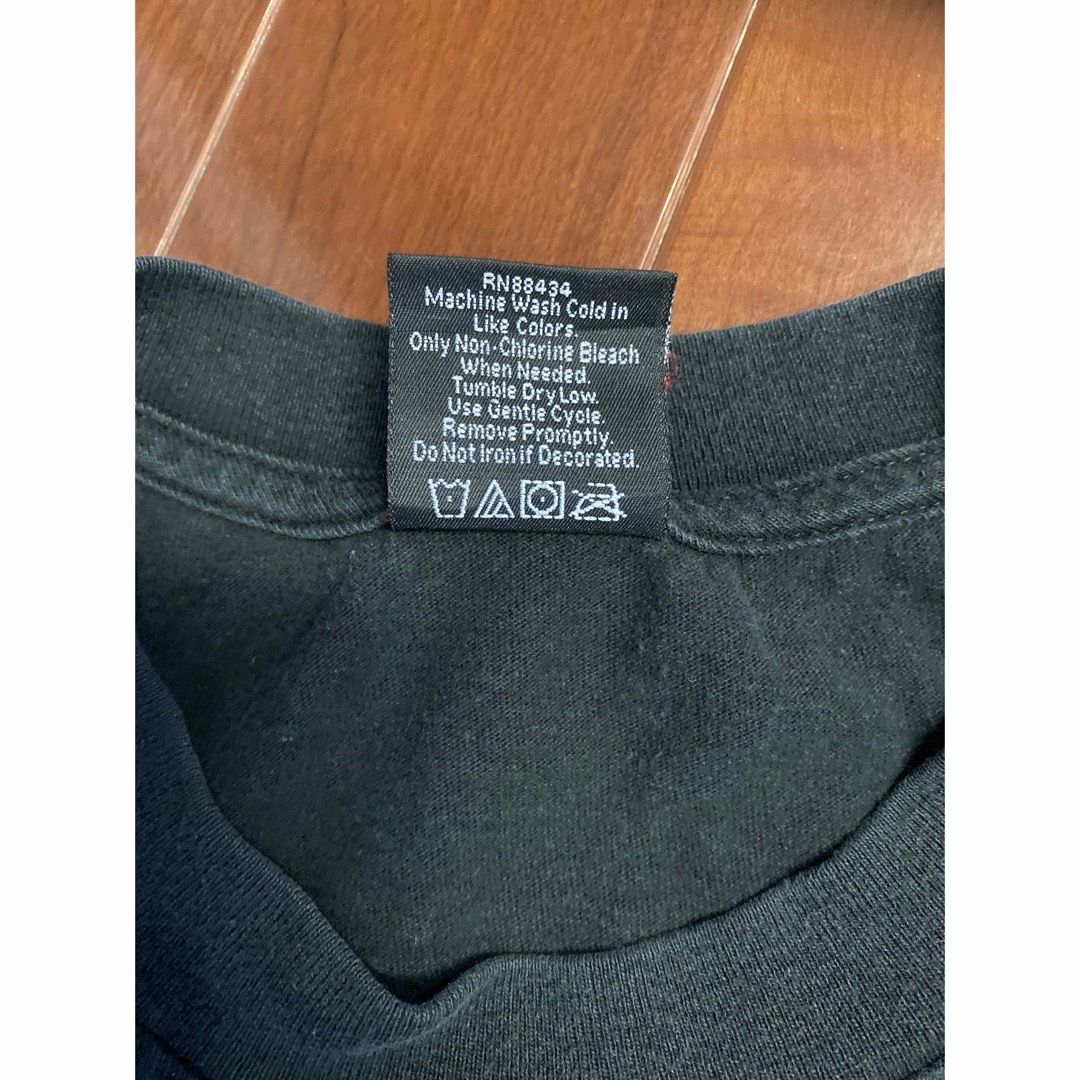 RN88434
Machine Wash Cold in
Like Colors.
Only Non-Chlorine Bleach
When Needed.
Tumble Dry Low.
Use Gentle Cycle.
Remove Promptly.
Do Not Iron if Decorated.